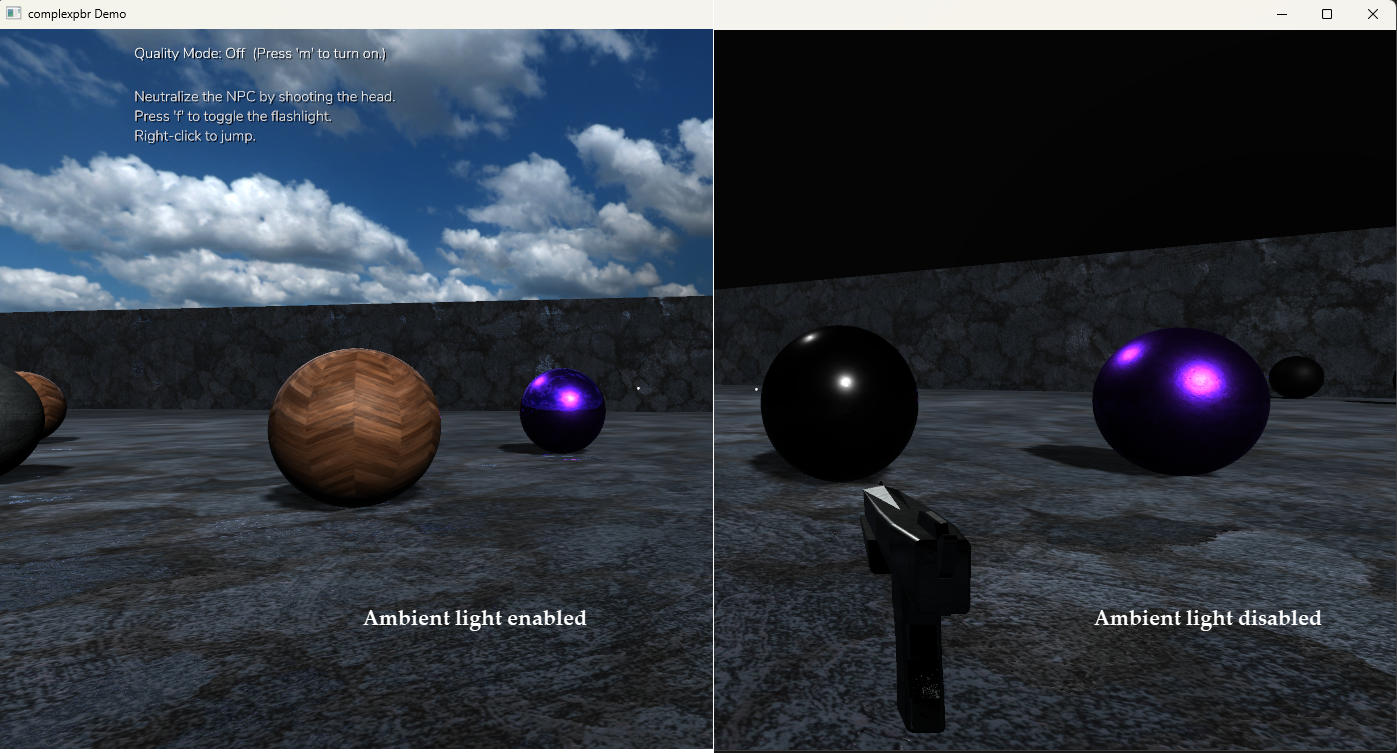 complexpbr Demo
Quality Mode: Off (Press 'm' to turn on.)
Neutralize the NPC by shooting the head.
Press 'f' to toggle the flashlight.
Right-click to jump.
Ambient light enabled
Ambient light disabled